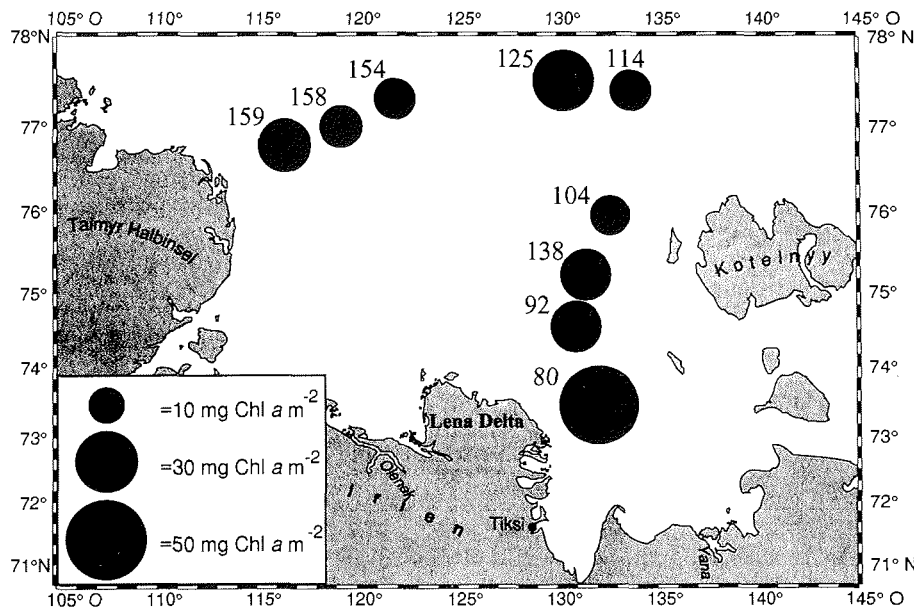 105° O 110° 115° 120° 125° 130° 135° 140° 145° O
78° N 78° N
125 114
154
158
159
77° 77°
76° 76°
104
Taimyr Halbinsel
138
Kotelnyy
75° 75°
92
74° 74°
80
=10 mg Chl a m-2
Lena Delta
73° 73°
=30 mg Chl a m-2
Olenek
72° 72°
Tiksi
=50 mg Chl a m-2
Yana
71° N 71° N
105° O 110° 115° 120° 125° 130° 135° 140° 145° O